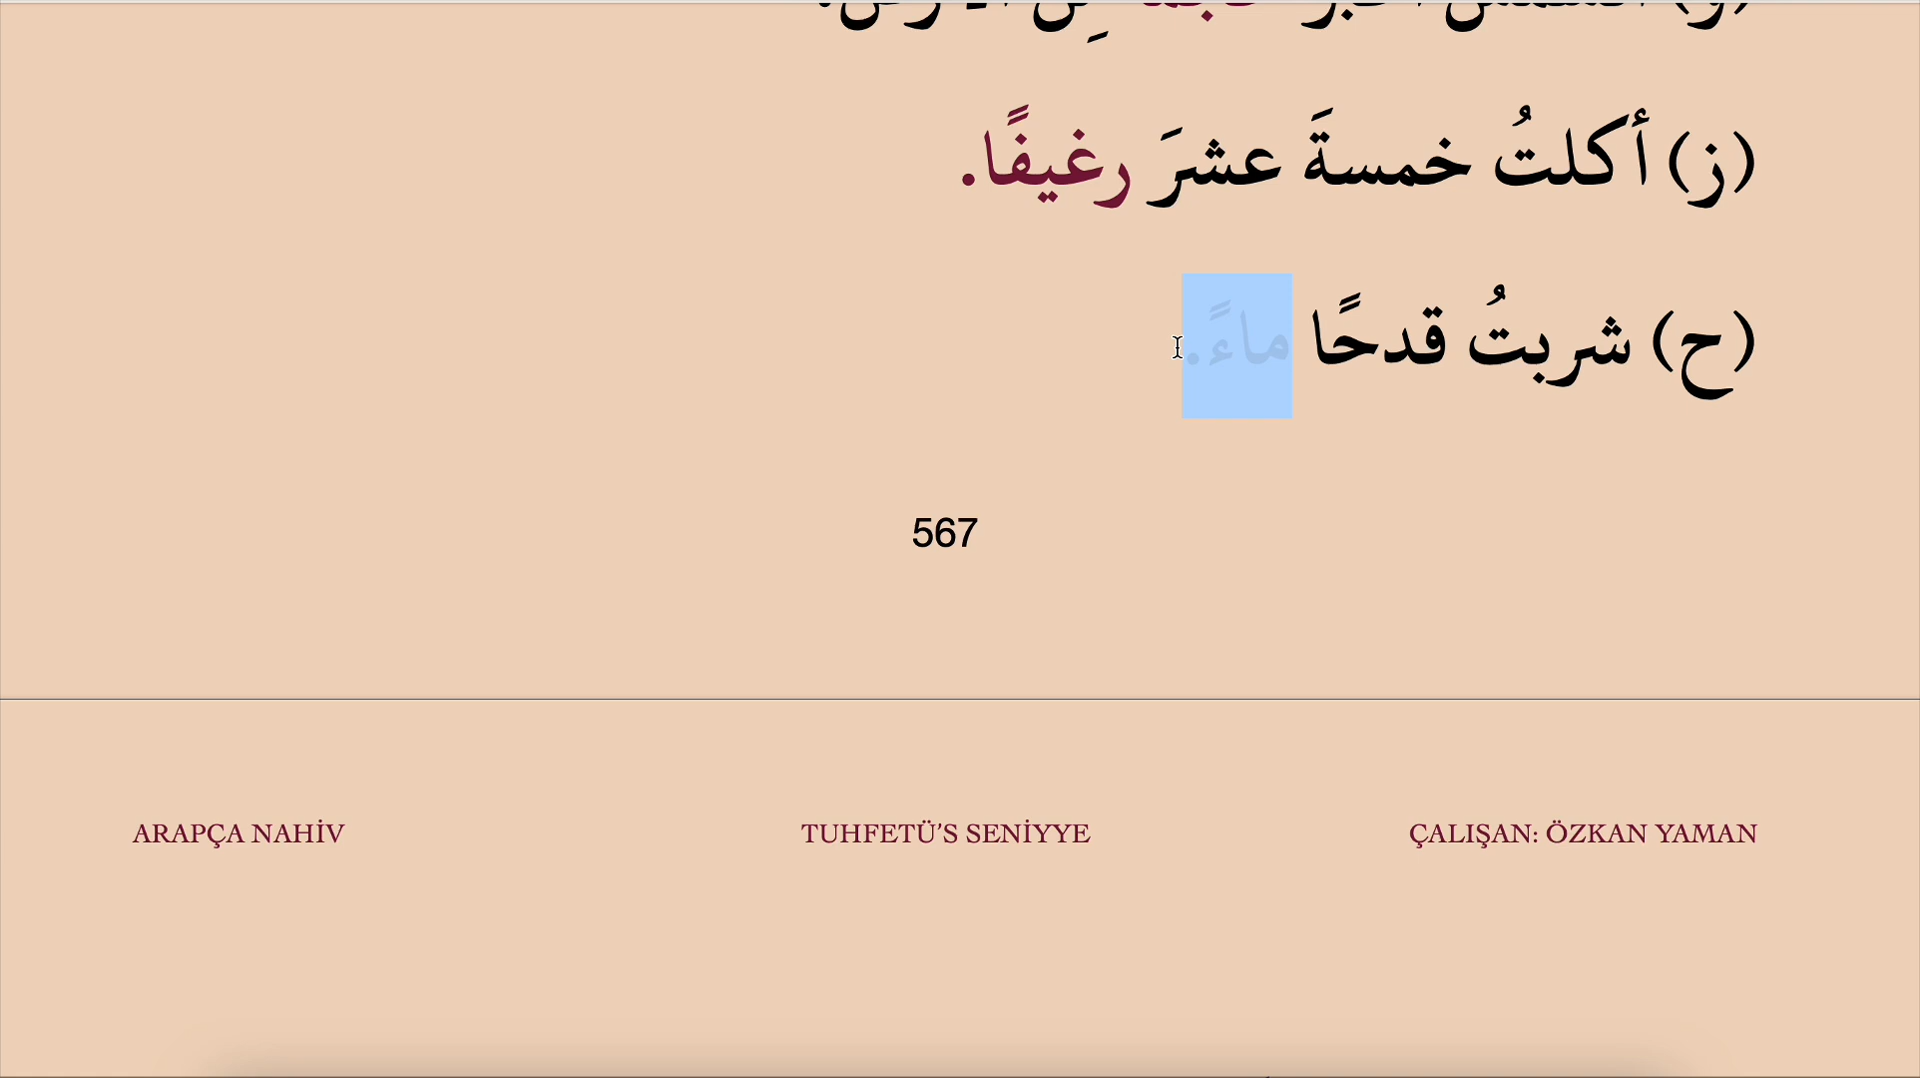 (ز) أكلتُ خمسةَ عشرَ رغيفًا.
(ح) شربتُ قدحًا ماءً.
567
ARAPÇA NAHİV TUHFETÜ’S SENİYYE ÇALIŞAN: ÖZKAN YAMAN